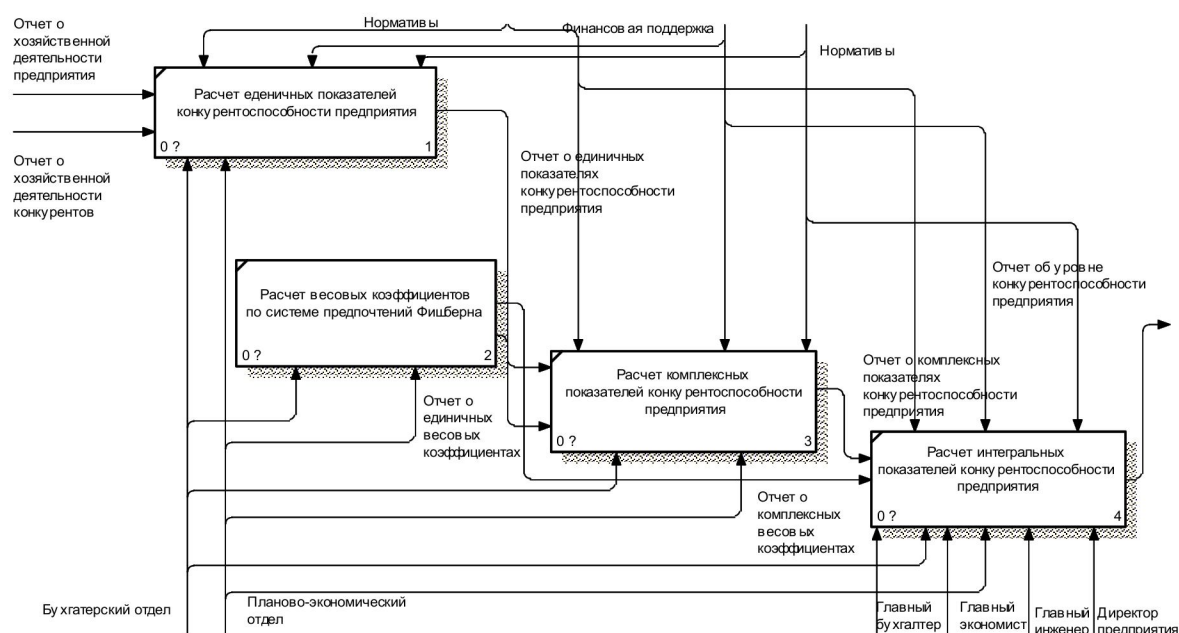 Отчет о
хозяйственной
деятельности
предприятия
Нормативы
Финансовая поддержка
Нормативы
Расчет еденичных показателей
конкурентоспособности предприятия
0 ?
1
Отчет о
хозяйственной
деятельности
конкурентов
Отчет о единичных
показателях
конкурентоспособности
предприятия
Расчет весовых коэффициентов
по системе предпочтений Фишберна
0 ?
2
Отчет об уровне
конкурентоспособности
предприятия
Расчет комплексных
показателей конкурентоспособности
предприятия
0 ?
3
Отчет о комплексных
показателях
конкурентоспособности
предприятия
Отчет о
единичных
весовых
коэффициентах
Расчет интегральных
показателей конкурентоспособности
предприятия
0 ?
4
Отчет о
комплексных
весовых
коэффициентах
Бухгатерский отдел
Планово-экономический
отдел
Главный
бухгалтер
Главный
экономист
Главный
инженер
Директор
предприятия